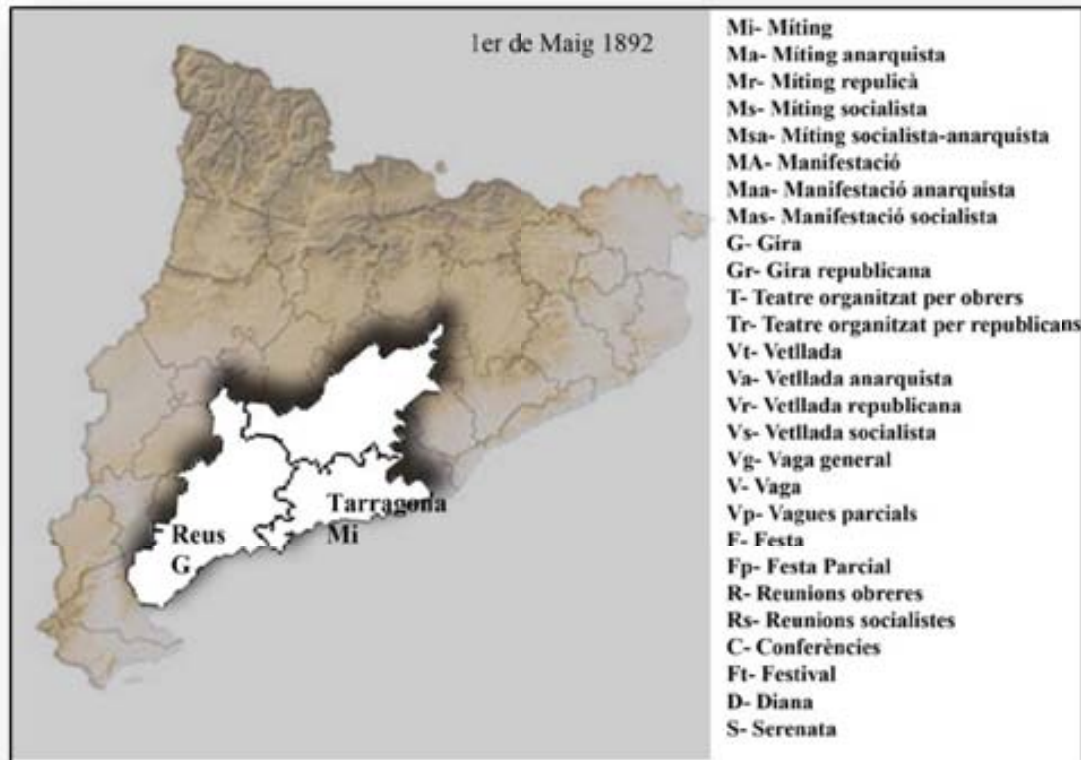 1er de Maig 1892
Reus
G
Tarragona
Mi
Mi- Míting
Ma- Míting anarquista
Mr- Míting repulicà
Ms- Míting socialista
Msa- Míting socialista-anarquista
MA- Manifestació
Maa- Manifestació anarquista
Mas- Manifestació socialista
G- Gira
Gr- Gira republicana
T- Teatre organitzat per obrers
Tr- Teatre organitzat per republicans
Vt- Vetllada
Va- Vetllada anarquista
Vr- Vetllada republicana
Vs- Vetllada socialista
Vg- Vaga general
V- Vaga
Vp- Vagues parcials
F- Festa
Fp- Festa Parcial
R- Reunions obreres
Rs- Reunions socialistes
C- Conferències
Ft- Festival
D- Diana
S- Serenata